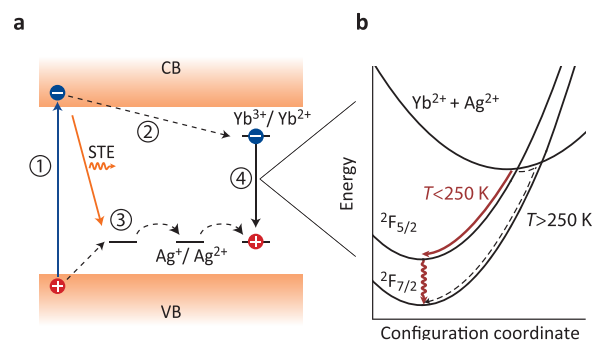 a
CB
Yb³⁺/ Yb²⁺
②
STE
①
④
③
Ag⁺/ Ag²⁺
VB
b
Energy
Yb²⁺ + Ag²⁺
T<250 K
²F₅/₂
T>250 K
²F₇/₂
Configuration coordinate